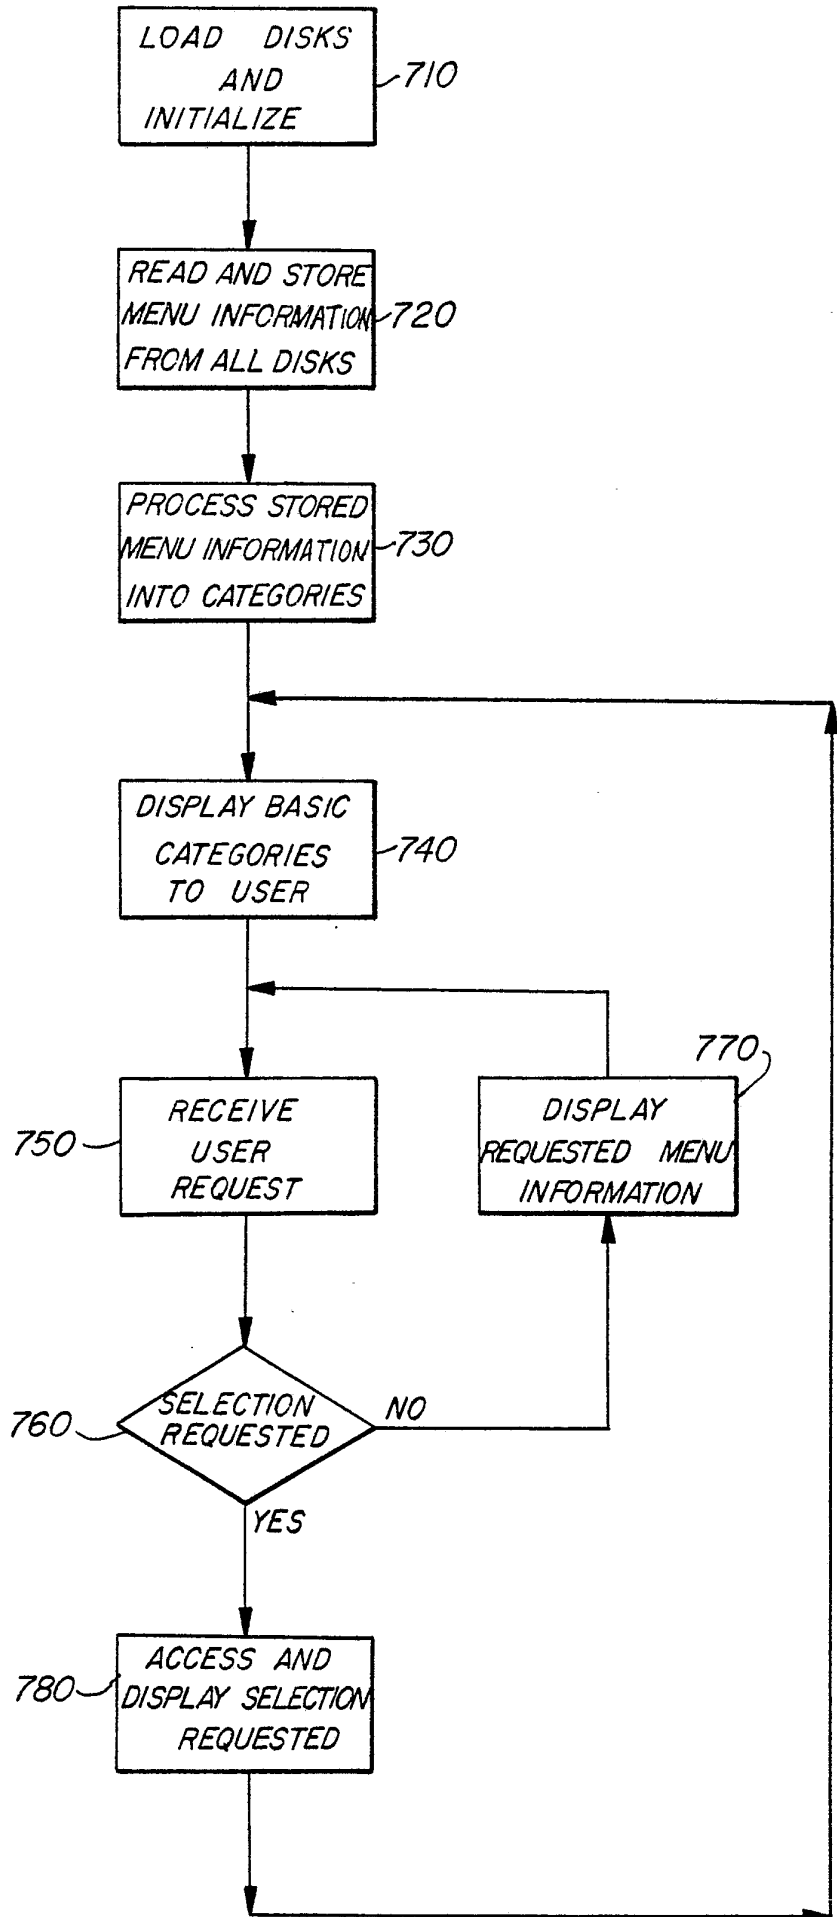 LOAD DISKS
AND
INITIALIZE
710
READ AND STORE
MENU INFORMATION
FROM ALL DISKS
720
PROCESS STORED
MENU INFORMATION
INTO CATEGORIES
730
DISPLAY BASIC
CATEGORIES
TO USER
740
RECEIVE
USER
REQUEST
750
770
DISPLAY
REQUESTED MENU
INFORMATION
SELECTION
REQUESTED
760
NO
YES
ACCESS AND
DISPLAY SELECTION
REQUESTED
780